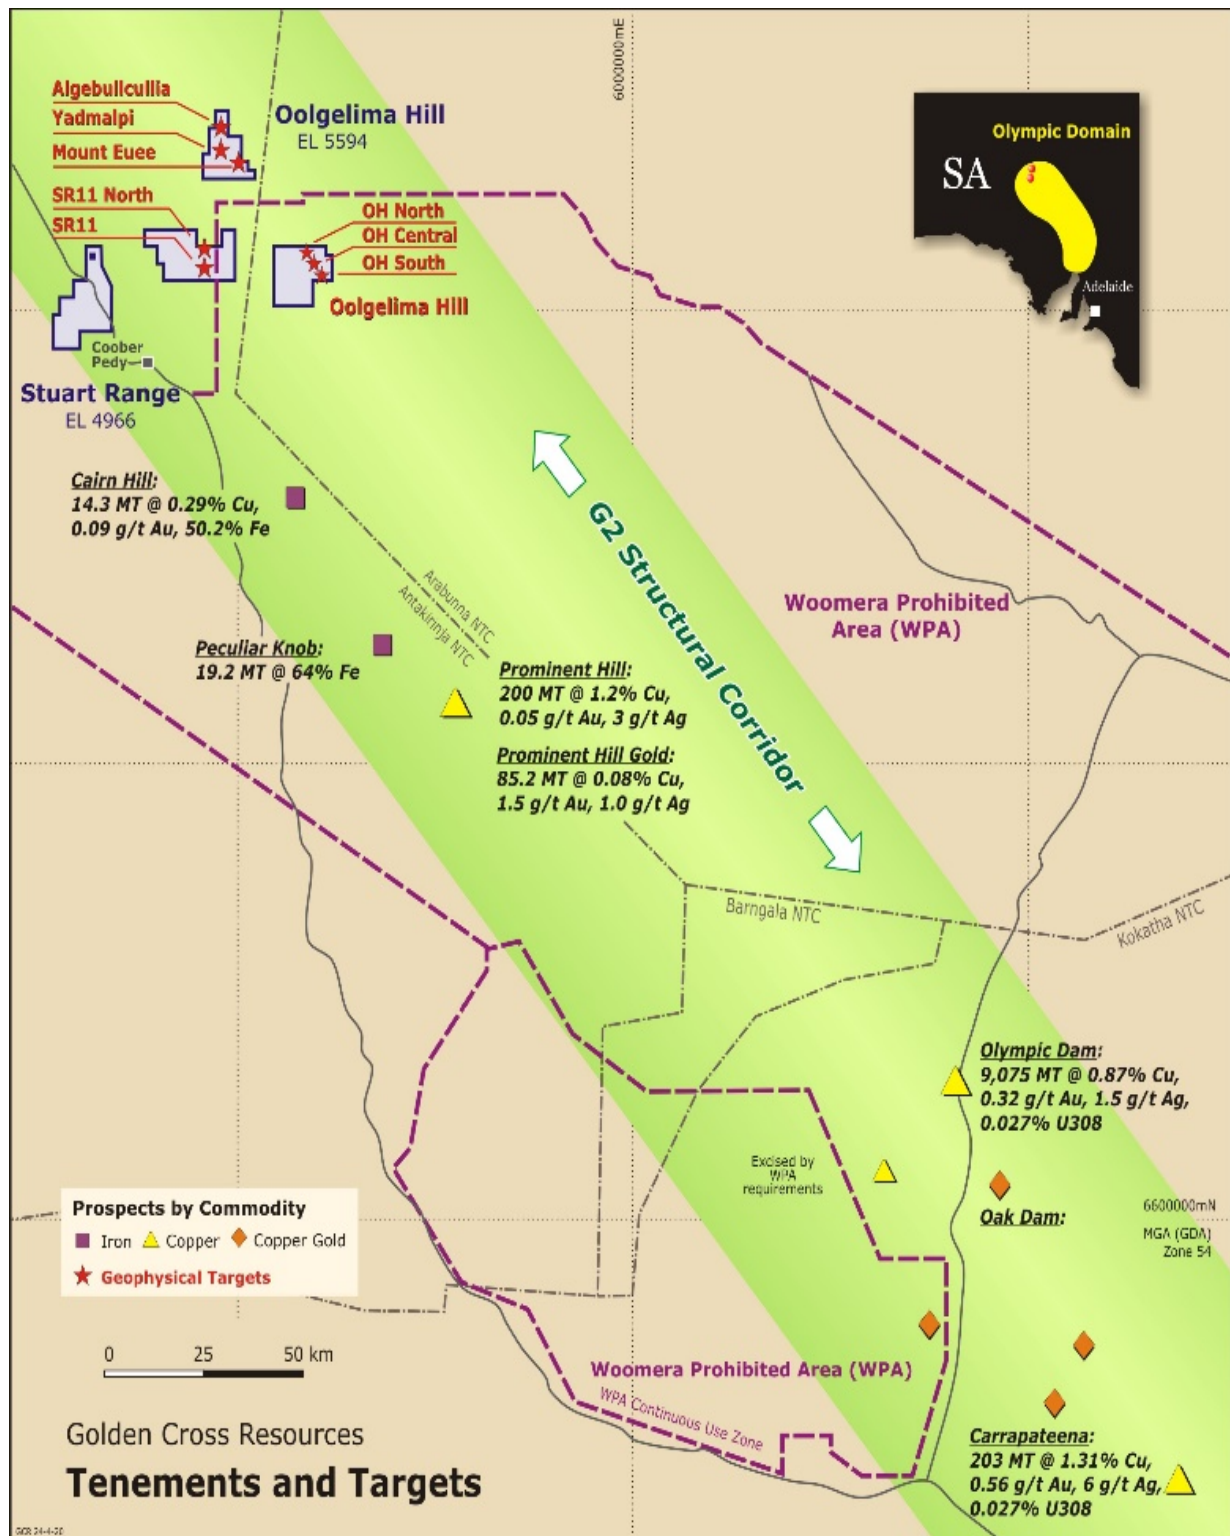 6000000mE
Algebullcullia
Yadmalpi
Mount Euee
Oolgelima Hill
EL 5594
SR11 North
SR11
OH North
OH Central
OH South
Oolgelima Hill
Olympic Domain
SA
Adelaide
Coober
Pedy
Stuart Range
EL 4966
Cairn Hill:
14.3 MT @ 0.29% Cu,
0.09 g/t Au, 50.2% Fe
G2 Structural Corridor
Arabunna NTC
Antakirinja NTC
Woomera Prohibited
Area (WPA)
Peculiar Knob:
19.2 MT @ 64% Fe
Prominent Hill:
200 MT @ 1.2% Cu,
0.05 g/t Au, 3 g/t Ag
Prominent Hill Gold:
85.2 MT @ 0.08% Cu,
1.5 g/t Au, 1.0 g/t Ag
Barngala NTC
Kokatha NTC
Olympic Dam:
9,075 MT @ 0.87% Cu,
0.32 g/t Au, 1.5 g/t Ag,
0.027% U308
Excised by
WPA
requirements
Oak Dam:
6600000mN
MGA (GDA)
Zone 54
Prospects by Commodity
Iron Copper Copper Gold
Geophysical Targets
0 25 50 km
Woomera Prohibited Area (WPA)
WPA Continuous Use Zone
Carrapateena:
203 MT @ 1.31% Cu,
0.56 g/t Au, 6 g/t Ag,
0.027% U308
Golden Cross Resources
Tenements and Targets
GCR 24-4-20